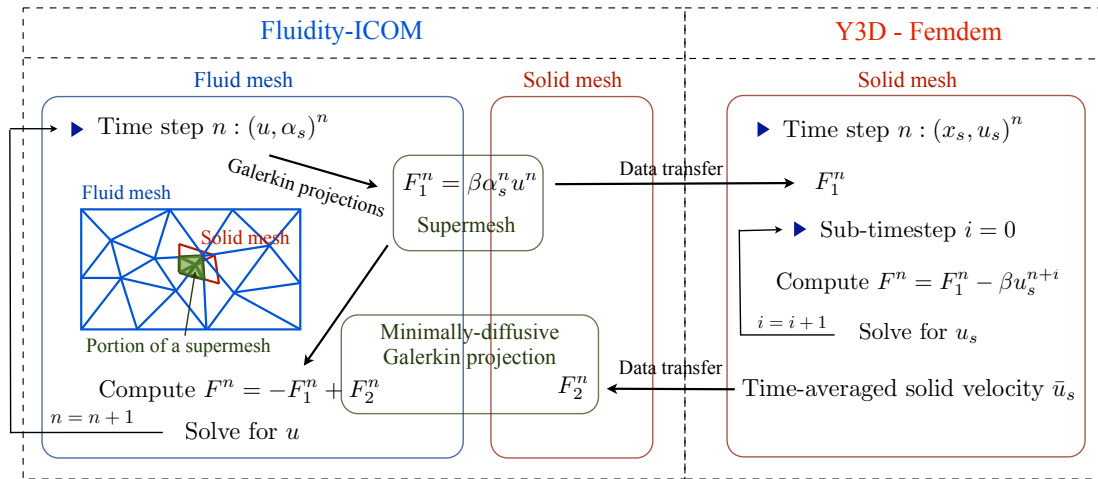 Fluidity-ICOM
Fluid mesh
Solid mesh
Time step n : (u, α_s)^n
Galerkin projections
F_1^n = βα_s^n u^n
Supermesh
Fluid mesh
Solid mesh
Portion of a supermesh
Minimally-diffusive
Galerkin projection
Compute F^n = −F_1^n + F_2^n
F_2^n
n = n + 1
Solve for u
Data transfer
Data transfer
Y3D - Femdem
Solid mesh
Time step n : (x_s, u_s)^n
F_1^n
Sub-timestep i = 0
Compute F^n = F_1^n − βu_s^{n+i}
i = i + 1
Solve for u_s
Time-averaged solid velocity ū_s